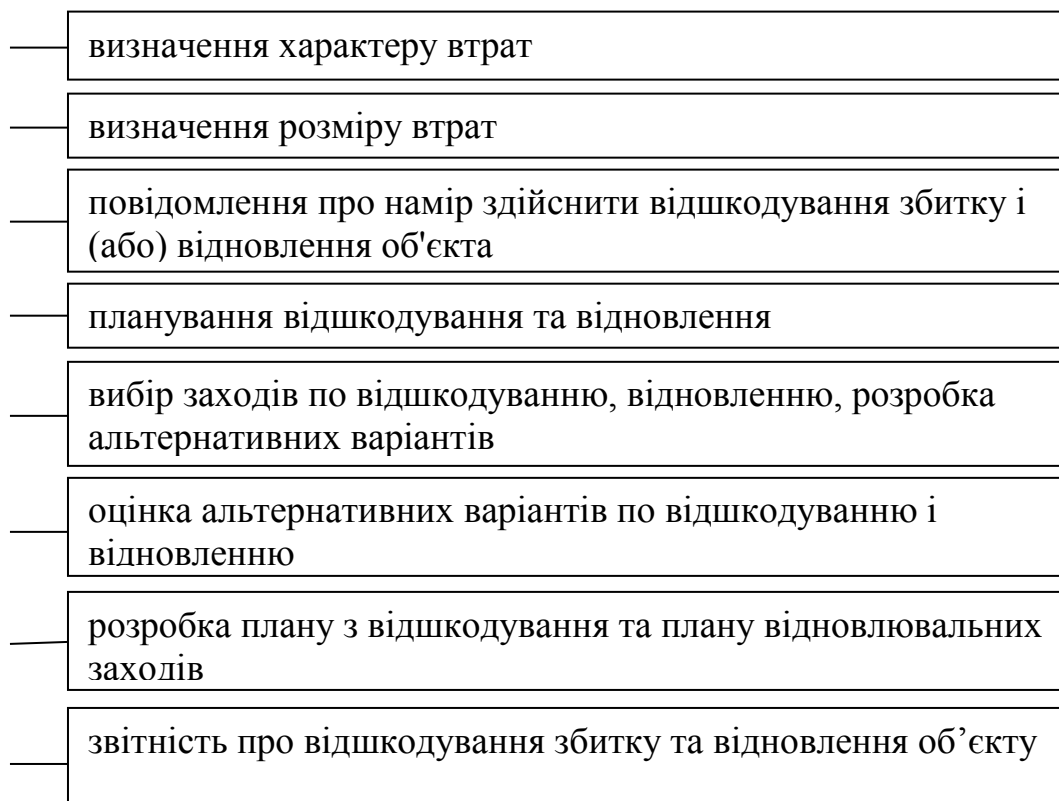 визначення характеру втрат
визначення розміру втрат
повідомлення про намір здійснити відшкодування збитку і
(або) відновлення об'єкта
планування відшкодування та відновлення
вибір заходів по відшкодуванню, відновленню, розробка
альтернативних варіантів
оцінка альтернативних варіантів по відшкодуванню і
відновленню
розробка плану з відшкодування та плану відновлювальних
заходів
звітність про відшкодування збитку та відновлення об’єкту